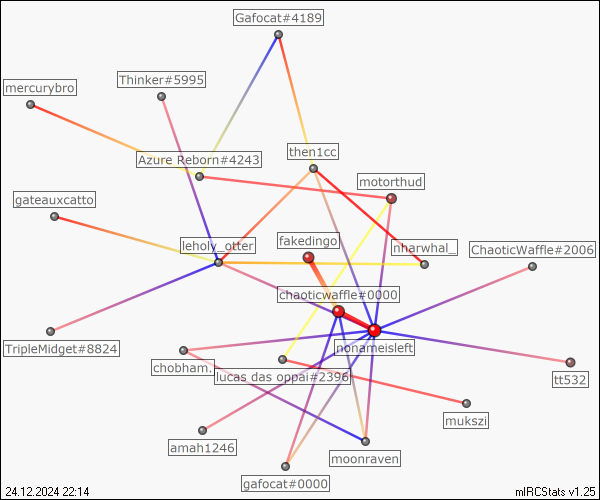 Gafocat#4189
Thinker#5995
mercurybro
then1cc
Azure Reborn#4243
motorthud
gateauxcatto
fakedingo
leholy_otter
nharwhal_
ChaoticWaffle#2006
chaoticwaffle#0000
TripleMidget#8824
nonameisleft
chobham.
lucas das oppai#2396
tt532
mukszi
amah1246
moonraven
gafocat#0000
24.12.2024 22:14
mIRCStats v1.25